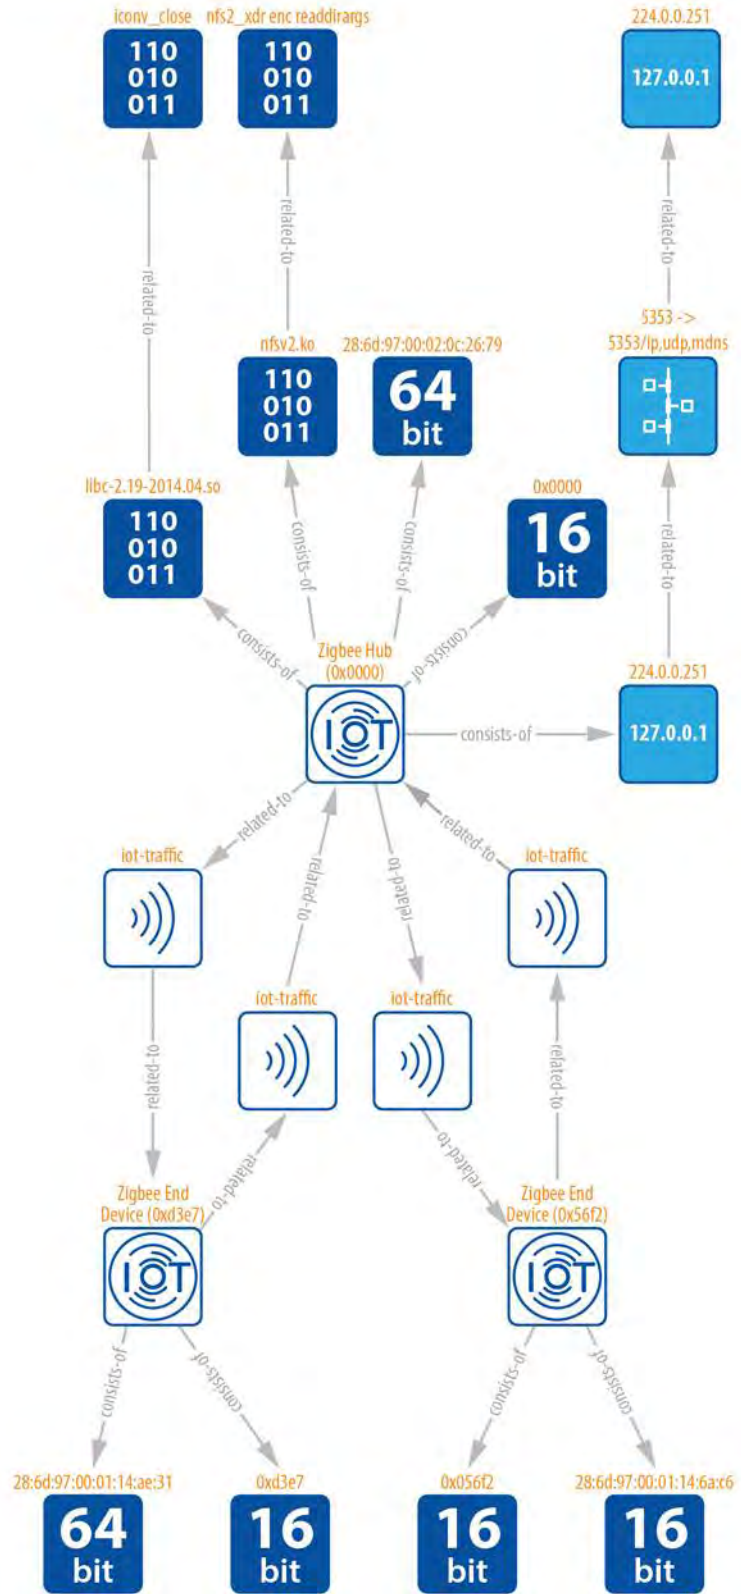 iconv_close
nfs2_xdr enc readdirargs
224.0.0.251
110
010
011
110
010
011
127.0.0.1
related-to
related-to
related-to
5353 ->
5353/ip,udp,mdns
nfsv2.ko
28:6d:97:00:02:0c:26:79
110
010
011
64
bit
libc-2.19-2014.04.so
0x0000
110
010
011
16
bit
consists-of
consists-of
related-to
consists-of
consists-of
Zigbee Hub
(0x0000)
224.0.0.251
IOT
consists-of
127.0.0.1
related-to
related-to
related-to
related-to
iot-traffic
iot-traffic
iot-traffic
iot-traffic
related-to
related-to
related-to
related-to
Zigbee End
Device (0xd3e7)
Zigbee End
Device (0x56f2)
IOT
IOT
consists-of
consists-of
consists-of
consists-of
28:6d:97:00:01:14:ae:31
0xd3e7
0x056f2
28:6d:97:00:01:14:6a:c6
64
bit
16
bit
16
bit
16
bit